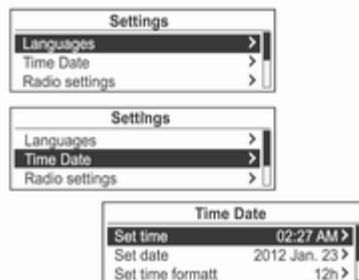 Settings
Languages >
Time Date >
Radio settings >
Settings
Languages >
Time Date >
Radio settings >
Time Date
Set time 02:27 AM >
Set date 2012 Jan. 23 >
Set time formatt 12h >